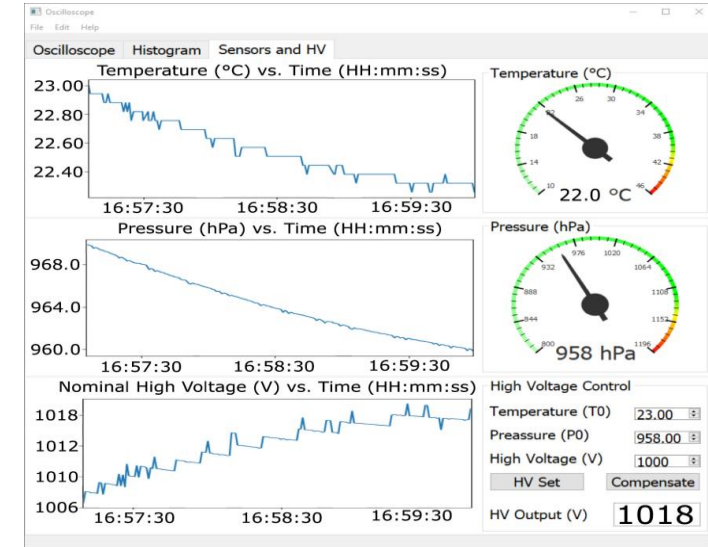 Oscilloscope
File Edit Help
Oscilloscope Histogram Sensors and HV
Temperature (°C) vs. Time (HH:mm:ss)
23.00
22.80
22.60
22.40
16:57:30 16:58:30 16:59:30
Temperature (°C)
10 14 18 22 26 30 34 38 42 46
22.0 °C
Pressure (hPa) vs. Time (HH:mm:ss)
968.0
964.0
960.0
16:57:30 16:58:30 16:59:30
Pressure (hPa)
800 844 888 932 976 1020 1064 1108 1152 1196
958 hPa
Nominal High Voltage (V) vs. Time (HH:mm:ss)
1018
1012
1010
1006
16:57:30 16:58:30 16:59:30
High Voltage Control
Temperature (T0) 23.00
Preassure (P0) 958.00
High Voltage (V) 1000
HV Set Compensate
HV Output (V) 1018